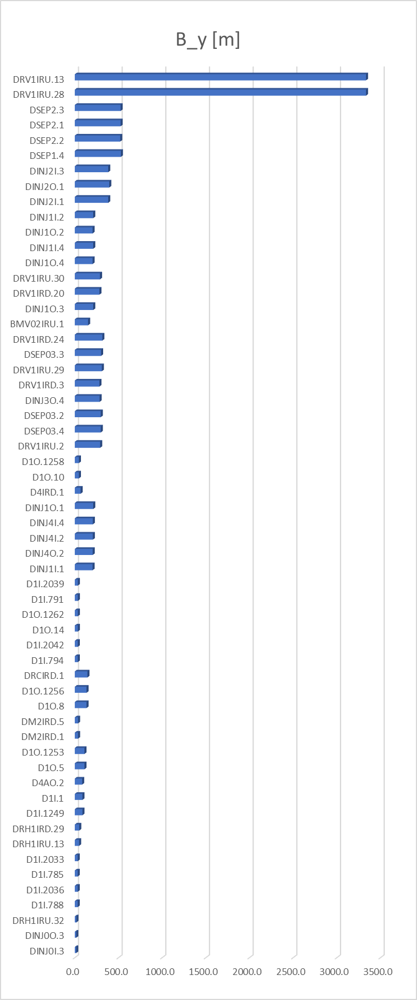 B_y [m]
DRV1IRU.13
DRV1IRU.28
DSEP2.3
DSEP2.1
DSEP2.2
DSEP1.4
DINJ2I.3
DINJ2O.1
DINJ2I.1
DINJ1I.2
DINJ1O.2
DINJ1I.4
DINJ1O.4
DRV1IRU.30
DRV1IRD.20
DINJ1O.3
BMV02IRU.1
DRV1IRD.24
DSEP03.3
DRV1IRU.29
DRV1IRD.3
DINJ3O.4
DSEP03.2
DSEP03.4
DRV1IRU.2
D1O.1258
D1O.10
D4IRD.1
DINJ1O.1
DINJ4I.4
DINJ4I.2
DINJ4O.2
DINJ1I.1
D1I.2039
D1I.791
D1O.1262
D1O.14
D1I.2042
D1I.794
DRCIRD.1
D1O.1256
D1O.8
DM2IRD.5
DM2IRD.1
D1O.1253
D1O.5
D4AO.2
D1I.1
D1I.1249
DRH1IRD.29
DRH1IRU.13
D1I.2033
D1I.785
D1I.2036
D1I.788
DRH1IRU.32
DINJ0O.3
DINJ0I.3
0.0 500.0 1000.0 1500.0 2000.0 2500.0 3000.0 3500.0